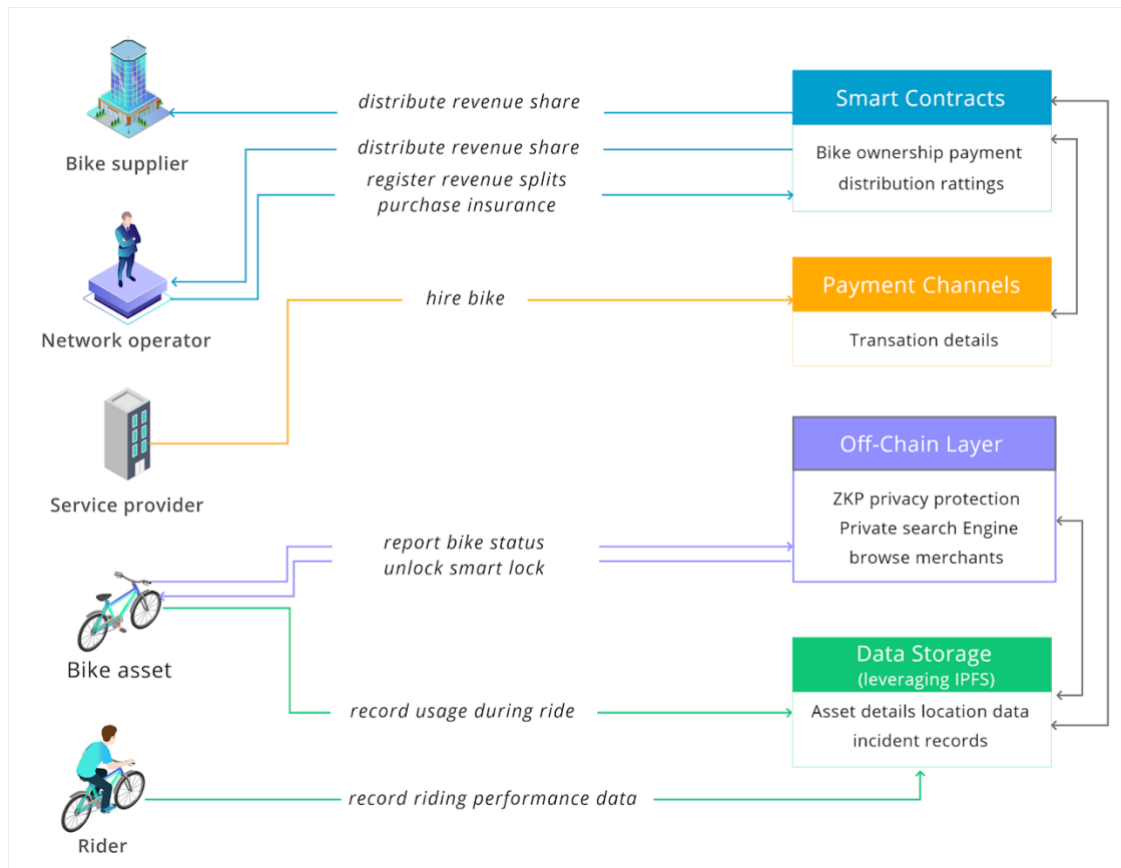 Bike supplier
distribute revenue share
distribute revenue share
register revenue splits
purchase insurance
Network operator
hire bike
Service provider
report bike status
unlock smart lock
Bike asset
record usage during ride
record riding performance data
Rider
Smart Contracts
Bike ownership payment
distribution rattings
Payment Channels
Transation details
Off-Chain Layer
ZKP privacy protection
Private search Engine
browse merchants
Data Storage
(leveraging IPFS)
Asset details location data
incident records